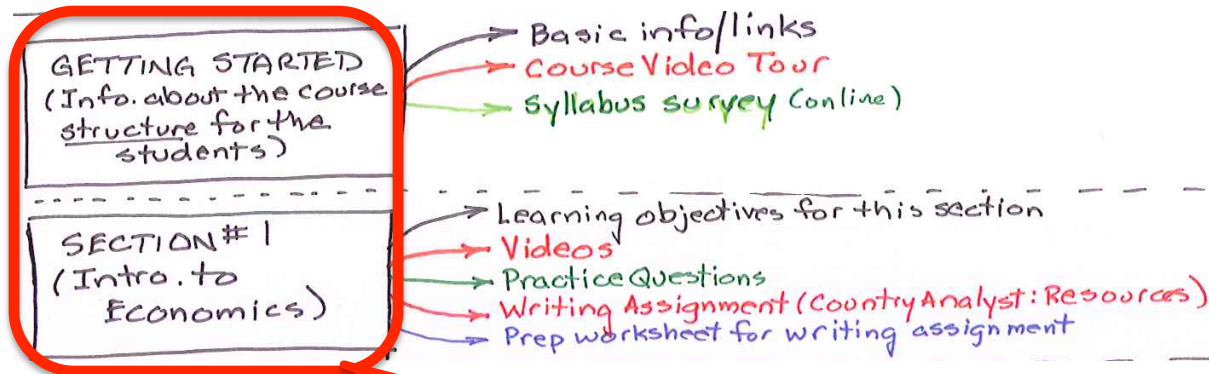 GETTING STARTED
(Info. about the course
structure for the
students)
Basic info/links
Course Video Tour
Syllabus survey (online)
SECTION #1
(Intro. to
Economics)
Learning objectives for this section
Videos
Practice Questions
Writing Assignment (Country Analyst: Resources)
Prep worksheet for writing assignment